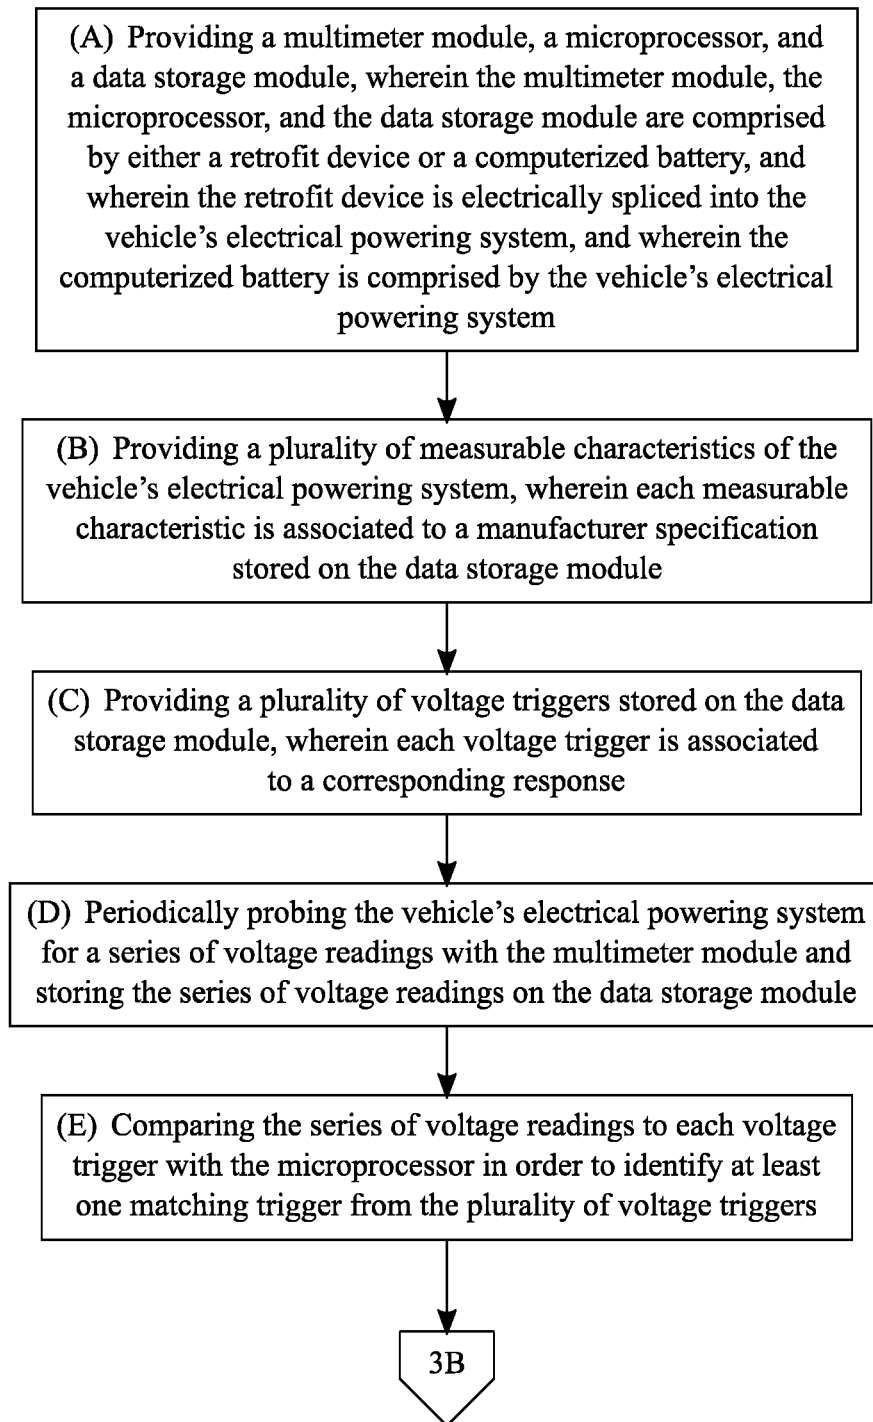 (A) Providing a multimeter module, a microprocessor, and
a data storage module, wherein the multimeter module, the
microprocessor, and the data storage module are comprised
by either a retrofit device or a computerized battery, and
wherein the retrofit device is electrically spliced into the
vehicle’s electrical powering system, and wherein the
computerized battery is comprised by the vehicle’s electrical
powering system
(B) Providing a plurality of measurable characteristics of the
vehicle’s electrical powering system, wherein each measurable
characteristic is associated to a manufacturer specification
stored on the data storage module
(C) Providing a plurality of voltage triggers stored on the data
storage module, wherein each voltage trigger is associated
to a corresponding response
(D) Periodically probing the vehicle’s electrical powering system
for a series of voltage readings with the multimeter module and
storing the series of voltage readings on the data storage module
(E) Comparing the series of voltage readings to each voltage
trigger with the microprocessor in order to identify at least
one matching trigger from the plurality of voltage triggers
3B